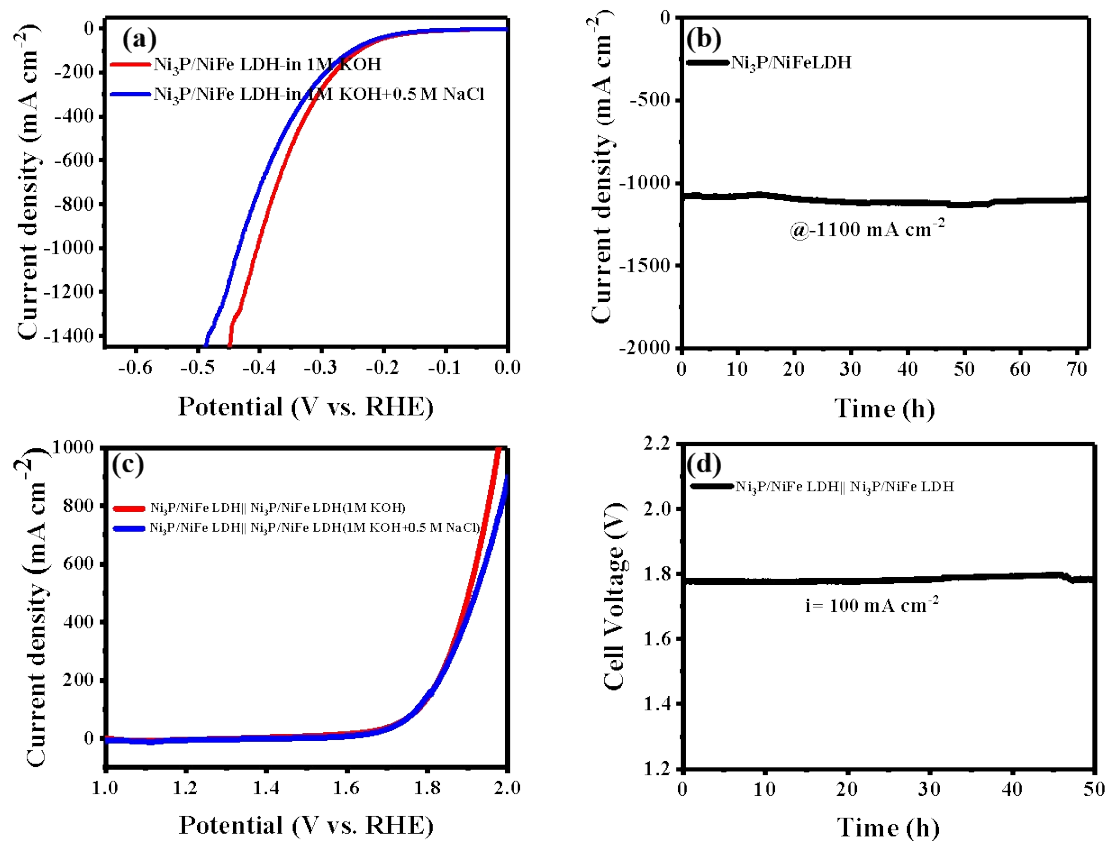 (a)
Ni₃P/NiFe LDH-in 1M KOH
Ni₃P/NiFe LDH-in 1M KOH+0.5 M NaCl
0
-200
-400
-600
-800
-1000
-1200
-1400
Current density (mA cm⁻²)
-0.6
-0.5
-0.4
-0.3
-0.2
-0.1
0.0
Potential (V vs. RHE)
(b)
Ni₃P/NiFeLDH
@-1100 mA cm⁻²
0
-500
-1000
-1500
-2000
Current density (mA cm⁻²)
0
10
20
30
40
50
60
70
Time (h)
(c)
Ni₃P/NiFe LDH|| Ni₃P/NiFe LDH(1M KOH)
Ni₃P/NiFe LDH|| Ni₃P/NiFe LDH(1M KOH+0.5 M NaCl)
1000
800
600
400
200
0
Current density (mA cm⁻²)
1.0
1.2
1.4
1.6
1.8
2.0
Potential (V vs. RHE)
(d)
Ni₃P/NiFe LDH|| Ni₃P/NiFe LDH
i= 100 mA cm⁻²
2.2
2.0
1.8
1.6
1.4
1.2
Cell Voltage (V)
0
10
20
30
40
50
Time (h)